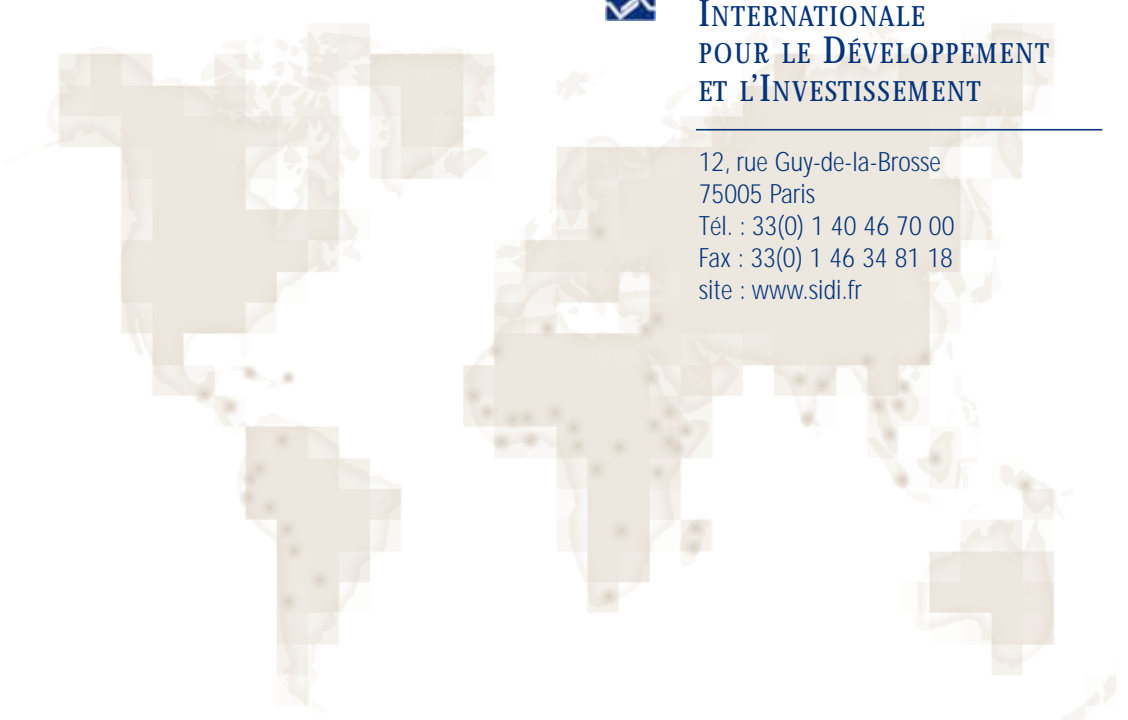 INTERNATIONALE
POUR LE DÉVELOPPEMENT
ET L'INVESTISSEMENT
12, rue Guy-de-la-Brosse
75005 Paris
Tél. : 33(0) 1 40 46 70 00
Fax : 33(0) 1 46 34 81 18
site : www.sidi.fr